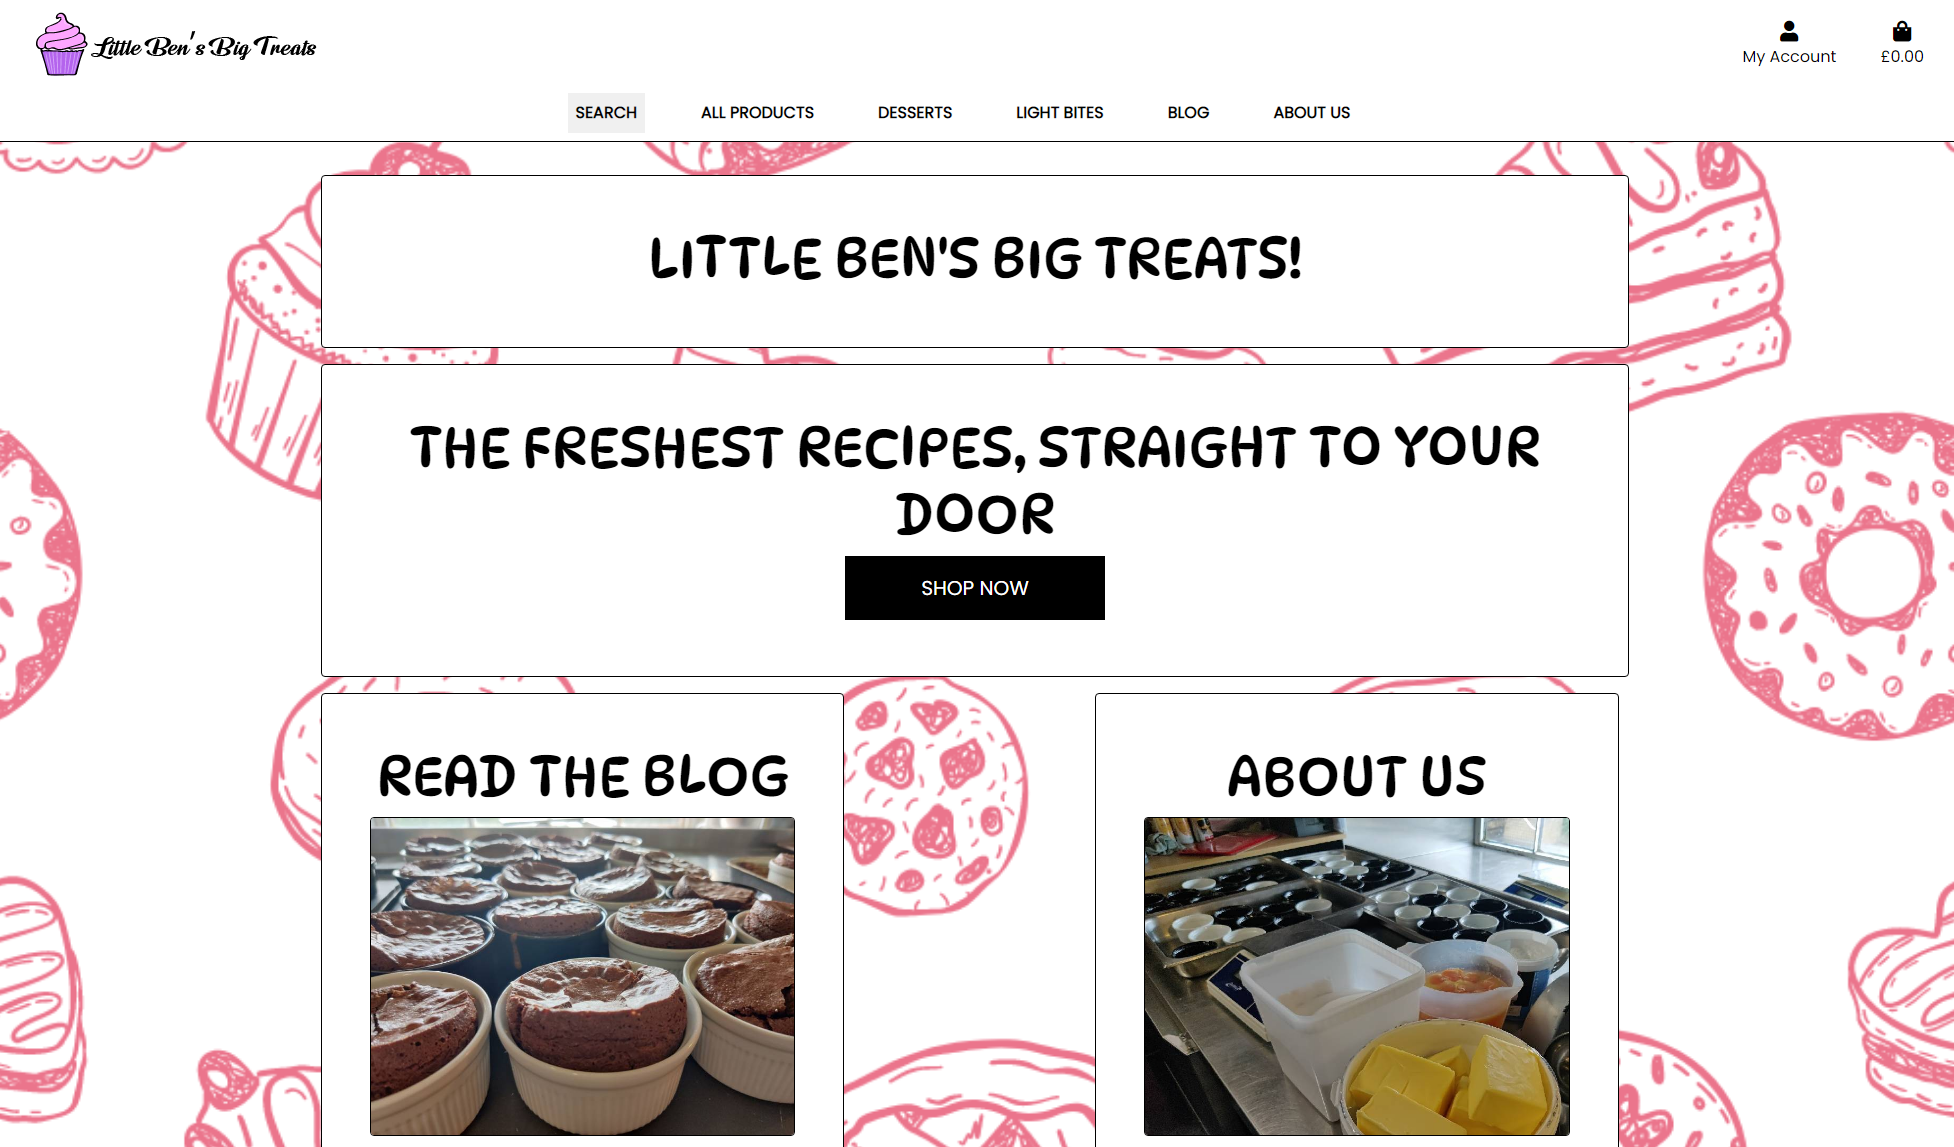 Little Ben's Big Treats
My Account
£0.00
SEARCH
ALL PRODUCTS
DESSERTS
LIGHT BITES
BLOG
ABOUT US
LITTLE BEN'S BIG TREATS!
THE FRESHEST RECIPES, STRAIGHT TO YOUR
DOOR
SHOP NOW
READ THE BLOG
ABOUT US